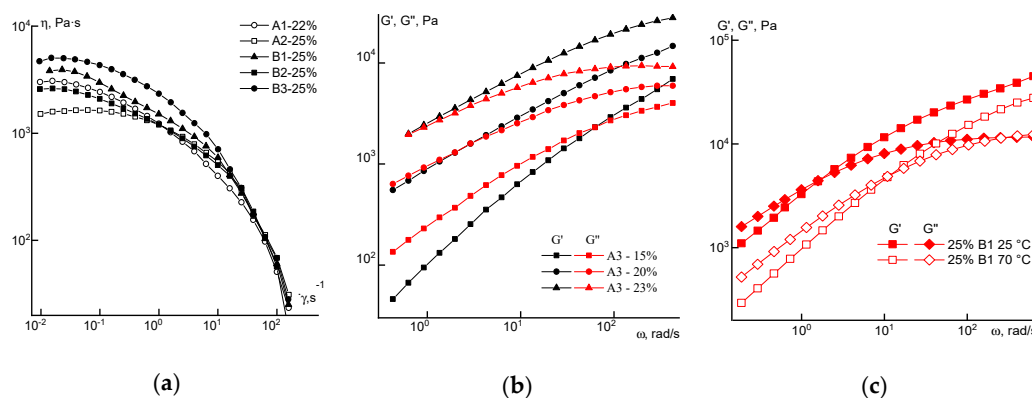 η, Pa·s
10⁴
10³
10²
10⁻² 10⁻¹ 10⁰ 10¹ 10²
·γ,s⁻¹
A1-22%
A2-25%
B1-25%
B2-25%
B3-25%
(a)
G', G", Pa
10⁴
10³
10²
10⁰ 10¹ 10²
ω, rad/s
G' G"
A3 - 15%
A3 - 20%
A3 - 23%
(b)
G', G", Pa
10⁵
10⁴
10³
10⁰ 10¹ 10²
ω, rad/s
G' G"
25% B1 25 °C
25% B1 70 °C
(c)